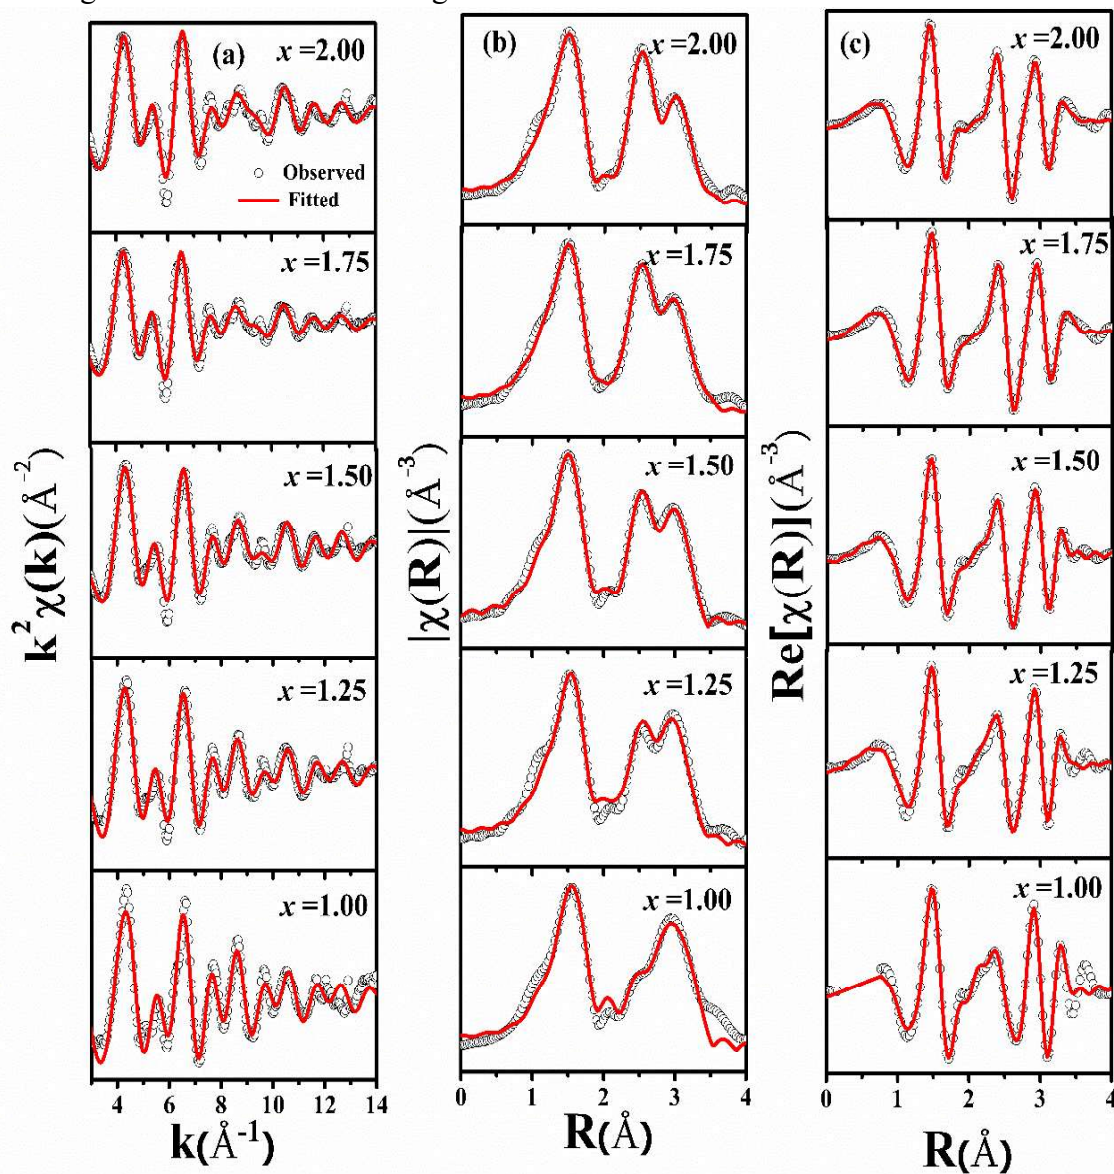 (a)
x =2.00
Observed
Fitted
x =1.75
x =1.50
x =1.25
x =1.00
k²χ(k)(Å⁻²)
4 6 8 10 12 14
k(Å⁻¹)
(b)
x =2.00
x =1.75
x =1.50
x =1.25
x =1.00
|χ(R)|(Å⁻³)
0 1 2 3 4
R(Å)
(c)
x =2.00
x =1.75
x =1.50
x =1.25
x =1.00
Re[χ(R)](Å⁻³)
0 1 2 3 4
R(Å)